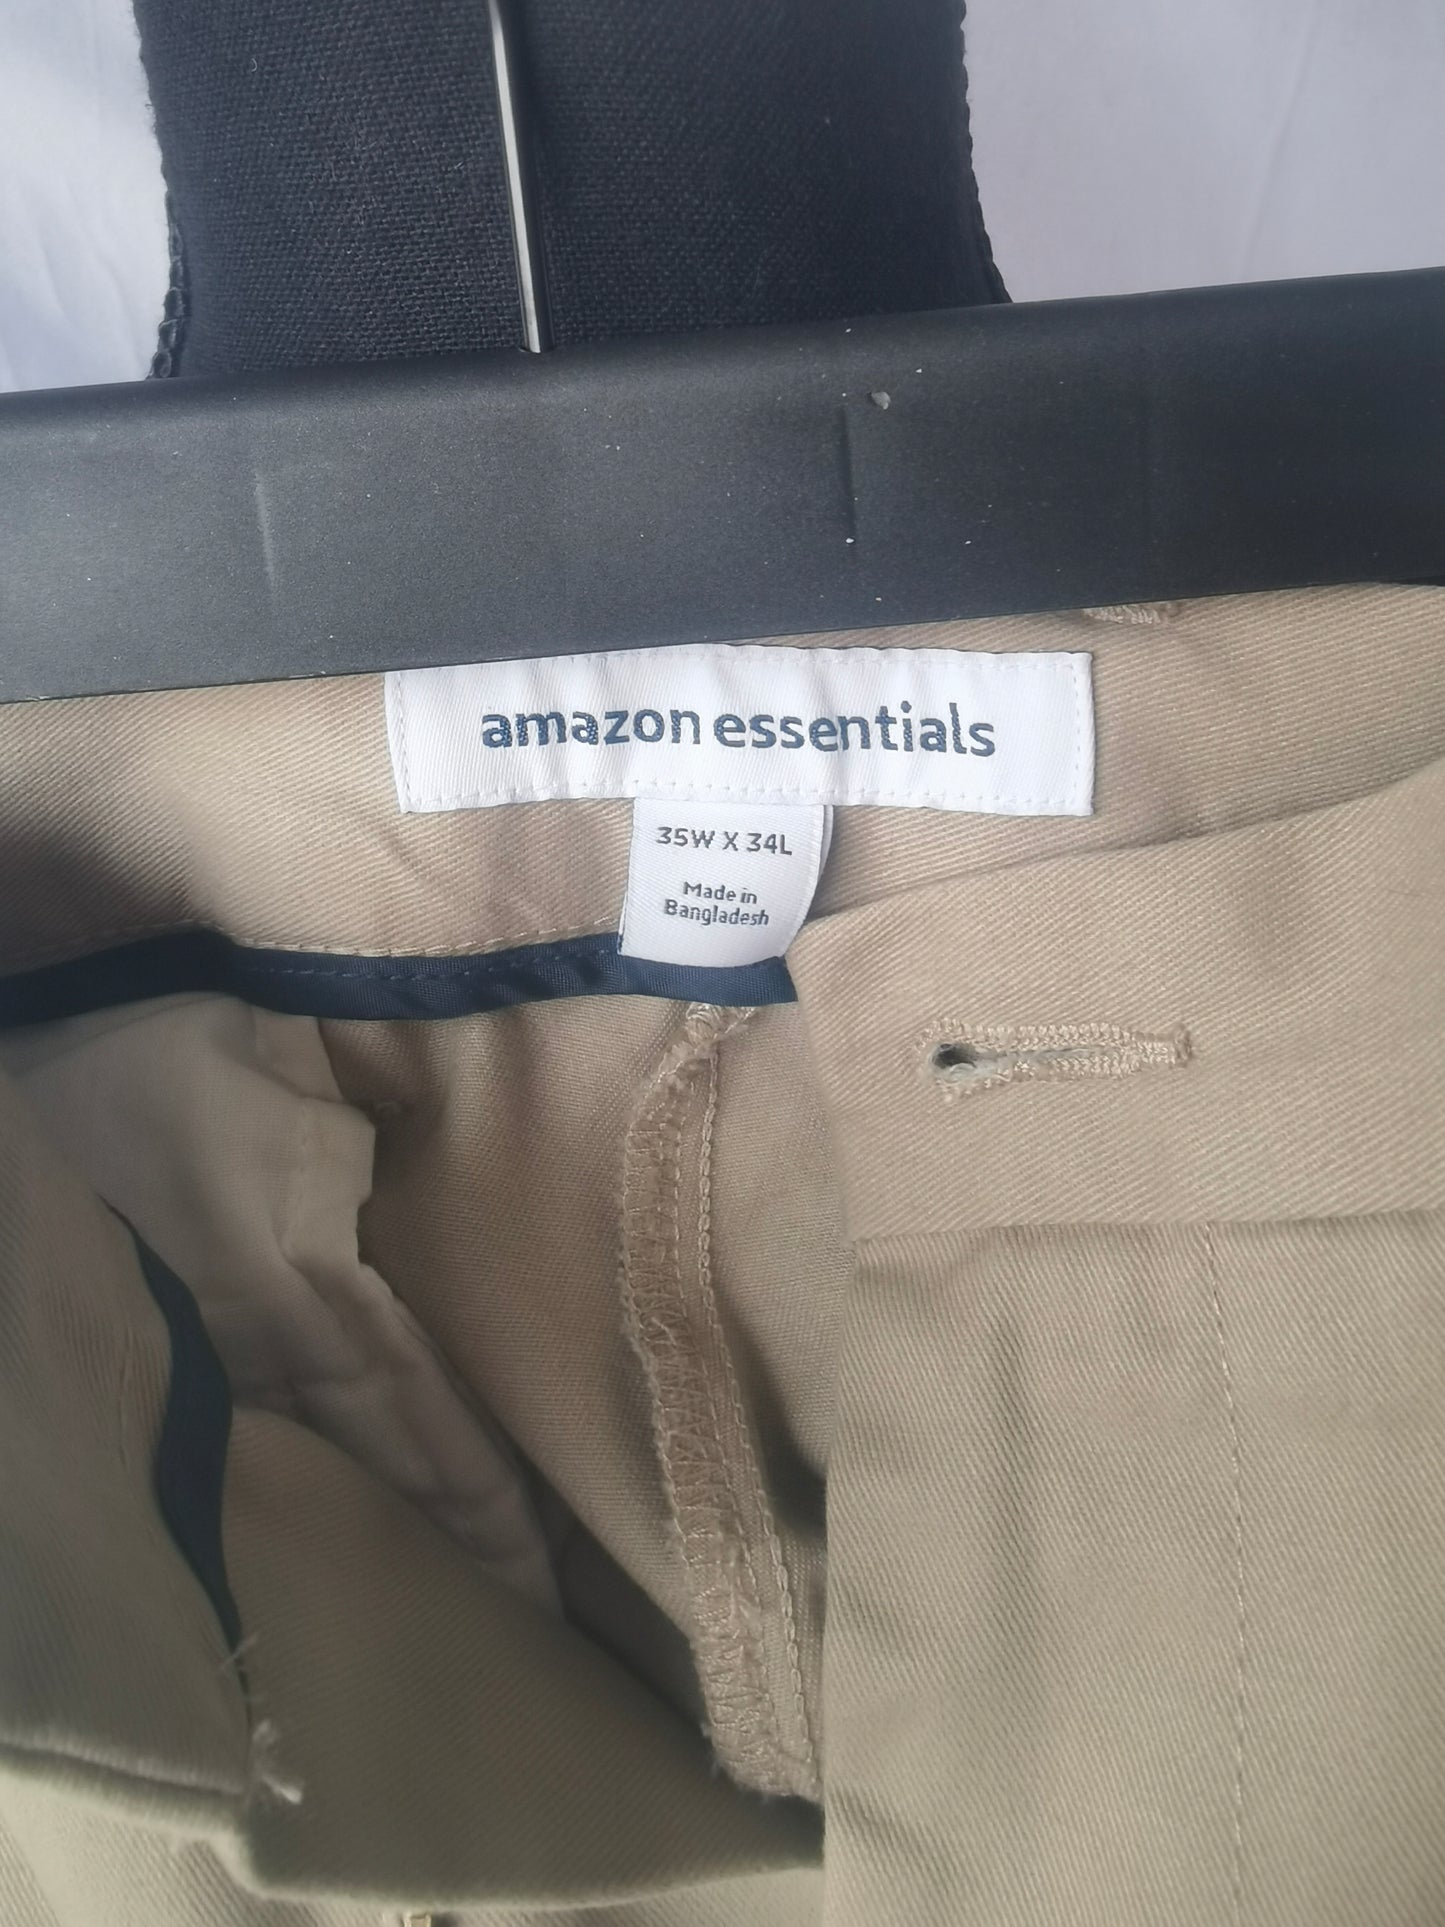 amazon essentials
35W X 34L
Made in
Bangladesh